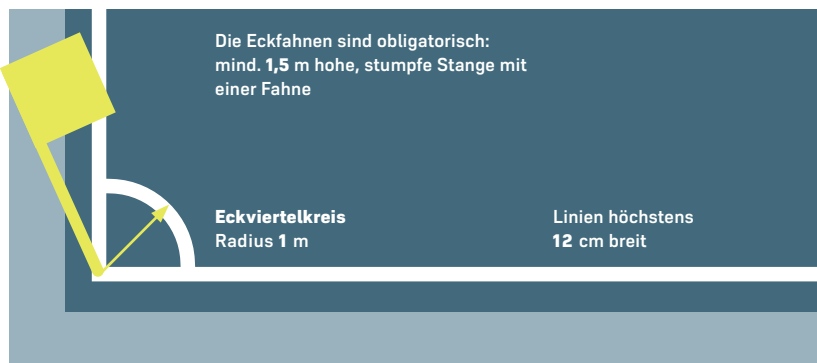 Die Eckfahnen sind obligatorisch:
mind. 1,5 m hohe, stumpfe Stange mit
einer Fahne
Eckviertelkreis
Radius 1 m
Linien höchstens
12 cm breit